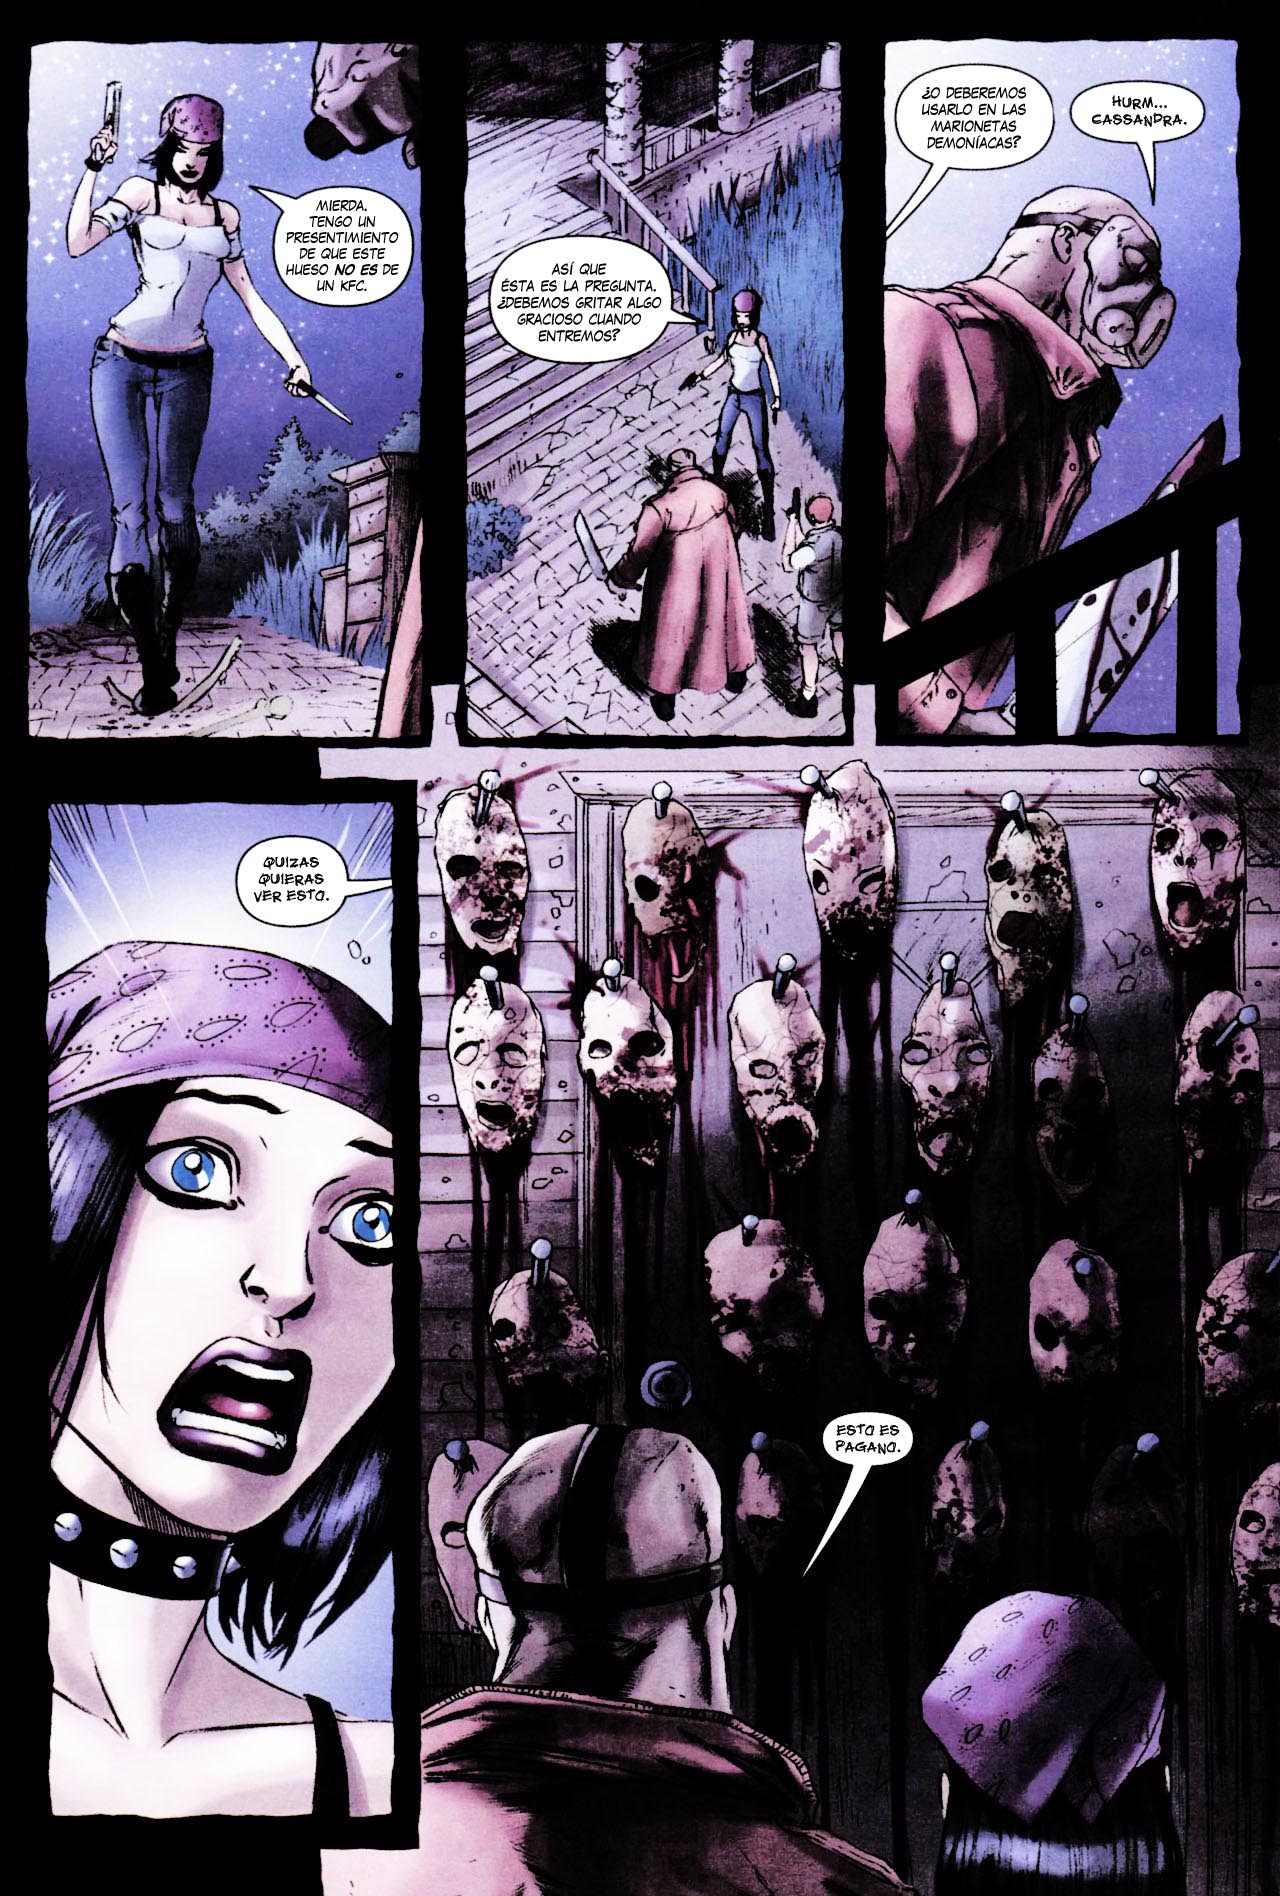 MIERDA.
TENGO UN
PRESENTIMIENTO
DE QUE ESTE
HUESO NO ES DE
UN KFC.
ASÍ QUE
ÉSTA ES LA PREGUNTA.
¿DEBEMOS GRITAR ALGO
GRACIOSO CUANDO
ENTREMOS?
¿O DEBEREMOS
USARLO EN LAS
MARIONETAS
DEMONÍACAS?
HURM...
CASSANDRA.
QUIZAS
QUIERAS
VER ESTO.
ESTO ES
PAGANO.